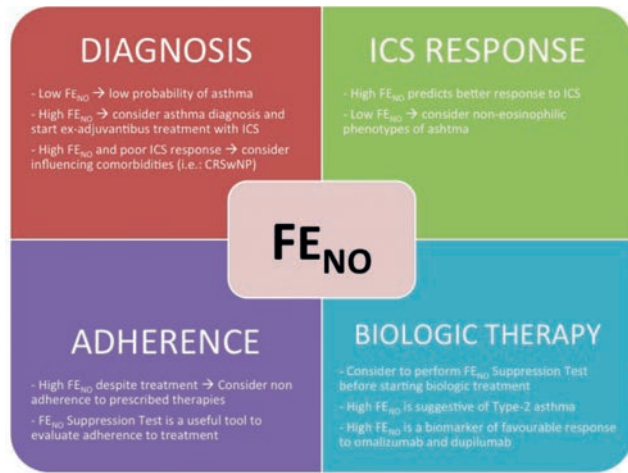 DIAGNOSIS
- Low FENO → low probability of asthma
- High FENO → consider asthma diagnosis and
start ex-adjuvantibus treatment with ICS
- High FENO and poor ICS response → consider
influencing comorbidities (i.e.: CRSwNP)
ICS RESPONSE
- High FENO predicts better response to ICS
- Low FENO → consider non-eosinophilic
phenotypes of ashtma
FENO
ADHERENCE
- High FENO despite treatment → Consider non
adherence to prescribed therapies
- FENO Suppression Test is a useful tool to
evaluate adherence to treatment
BIOLOGIC THERAPY
- Consider to perform FENO Suppression Test
before starting biologic treatment
- High FENO is suggestive of Type-2 asthma
- High FENO is a biomarker of favourable response
to omalizumab and dupilumab